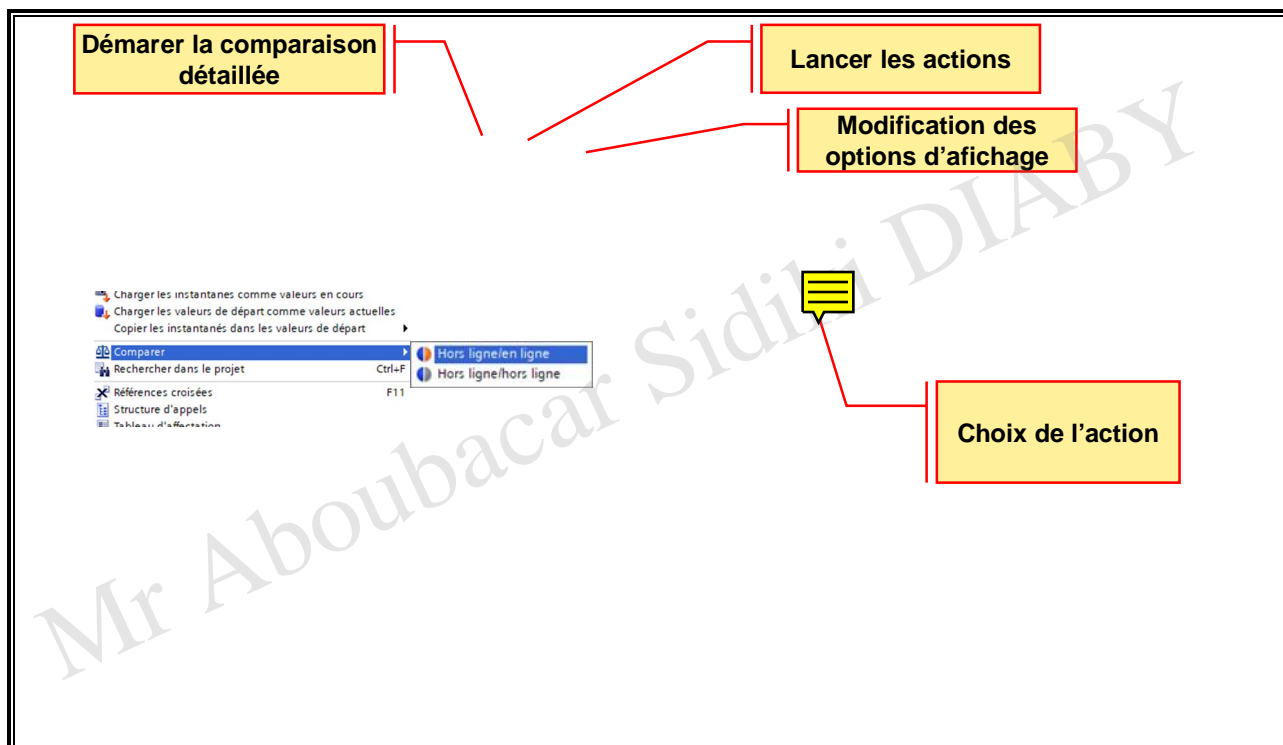 Démarer la comparaison
détaillée
Lancer les actions
Modification des
options d'afichage
Charger les instantanés comme valeurs en cours
Charger les valeurs de départ comme valeurs actuelles
Copier les instantanés dans les valeurs de départ
Comparer
Hors ligne/en ligne
Rechercher dans le projet Ctrl+F
Hors ligne/hors ligne
Références croisées F11
Structure d'appels
Tableau d'affectation
Choix de l'action
Mr Aboubacar Sidiki DIABY